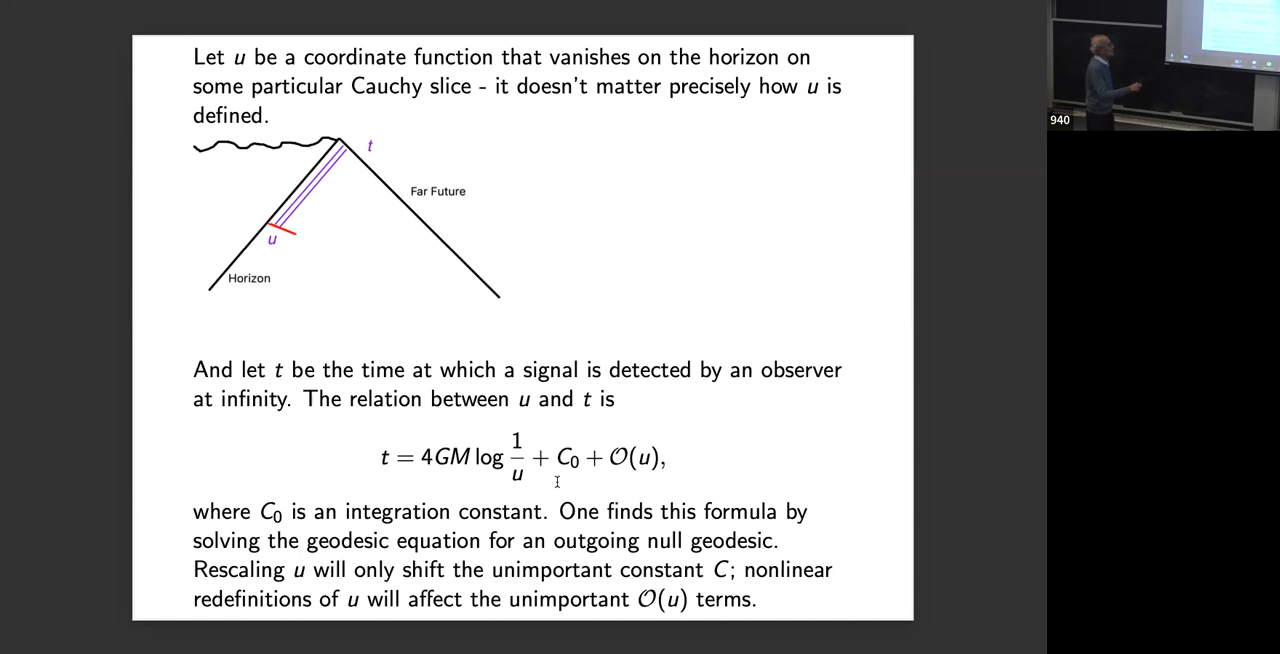 Let u be a coordinate function that vanishes on the horizon on
some particular Cauchy slice - it doesn't matter precisely how u is
defined.
t
Far Future
u
Horizon
And let t be the time at which a signal is detected by an observer
at infinity. The relation between u and t is
t = 4GM log 1/u + C₀ + 𝒪(u),
where C₀ is an integration constant. One finds this formula by
solving the geodesic equation for an outgoing null geodesic.
Rescaling u will only shift the unimportant constant C; nonlinear
redefinitions of u will affect the unimportant 𝒪(u) terms.
940